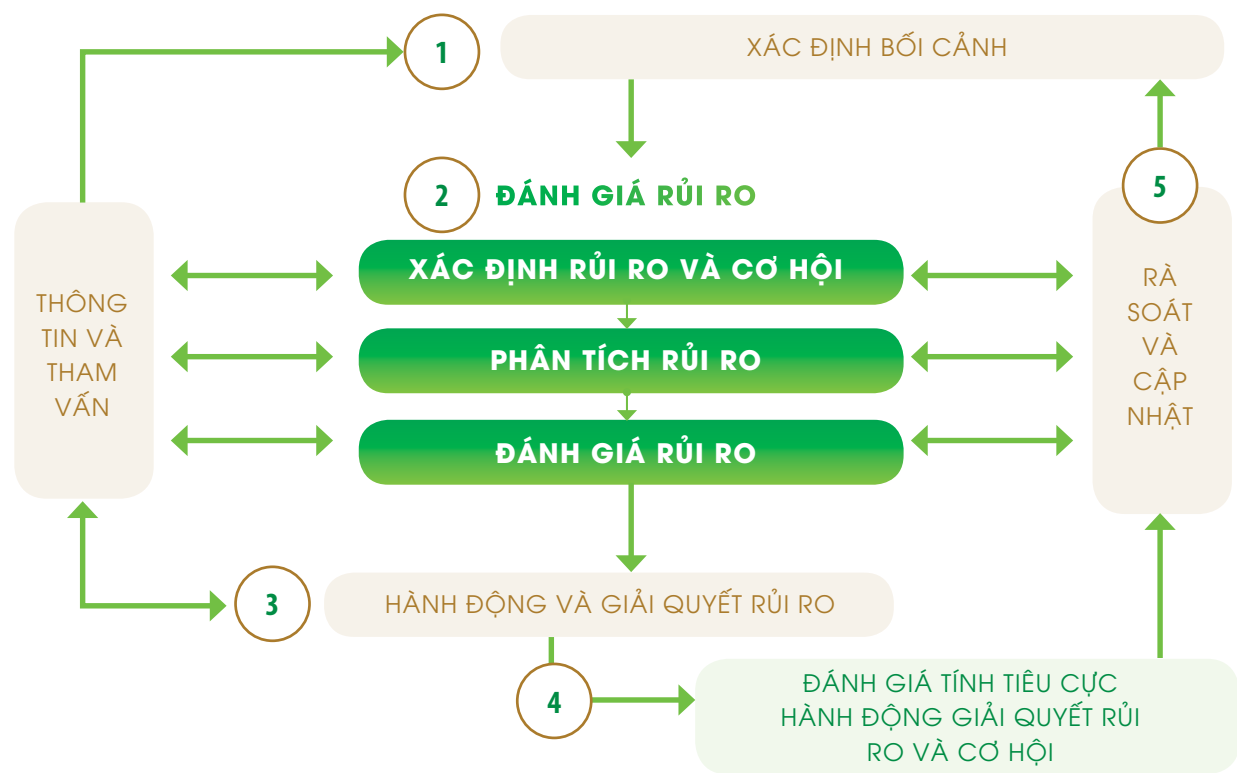 1
XÁC ĐỊNH BỐI CẢNH
2
ĐÁNH GIÁ RỦI RO
XÁC ĐỊNH RỦI RO VÀ CƠ HỘI
PHÂN TÍCH RỦI RO
ĐÁNH GIÁ RỦI RO
THÔNG
TIN VÀ
THAM
VẤN
5
RÀ
SOÁT
VÀ
CẬP
NHẬT
3
HÀNH ĐỘNG VÀ GIẢI QUYẾT RỦI RO
4
ĐÁNH GIÁ TÍNH TIÊU CỰC
HÀNH ĐỘNG GIẢI QUYẾT RỦI
RO VÀ CƠ HỘI